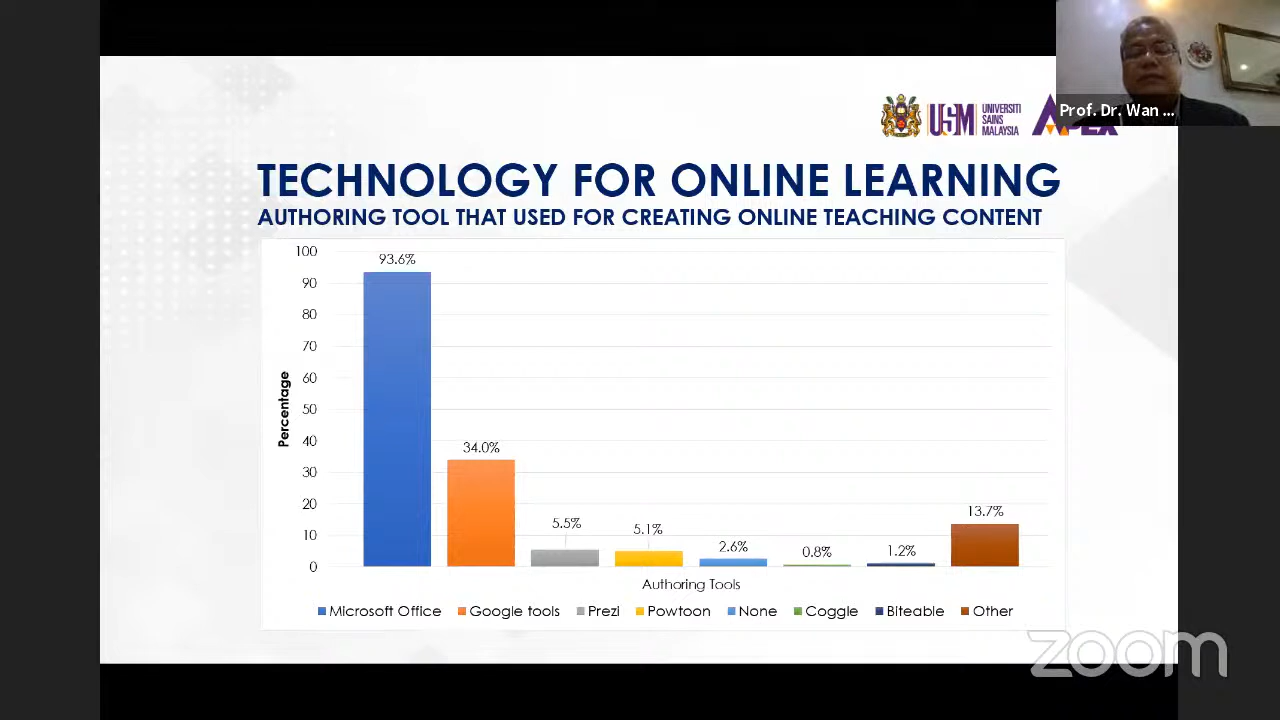 Prof. Dr. Wan ...
USM
UNIVERSITI
SAINS
MALAYSIA
APEX
TECHNOLOGY FOR ONLINE LEARNING
AUTHORING TOOL THAT USED FOR CREATING ONLINE TEACHING CONTENT
Percentage
100
90
80
70
60
50
40
30
20
10
0
93.6%
34.0%
5.5%
5.1%
2.6%
0.8%
1.2%
13.7%
Authoring Tools
Microsoft Office Google tools Prezi Powtoon None Coggle Biteable Other
zoom